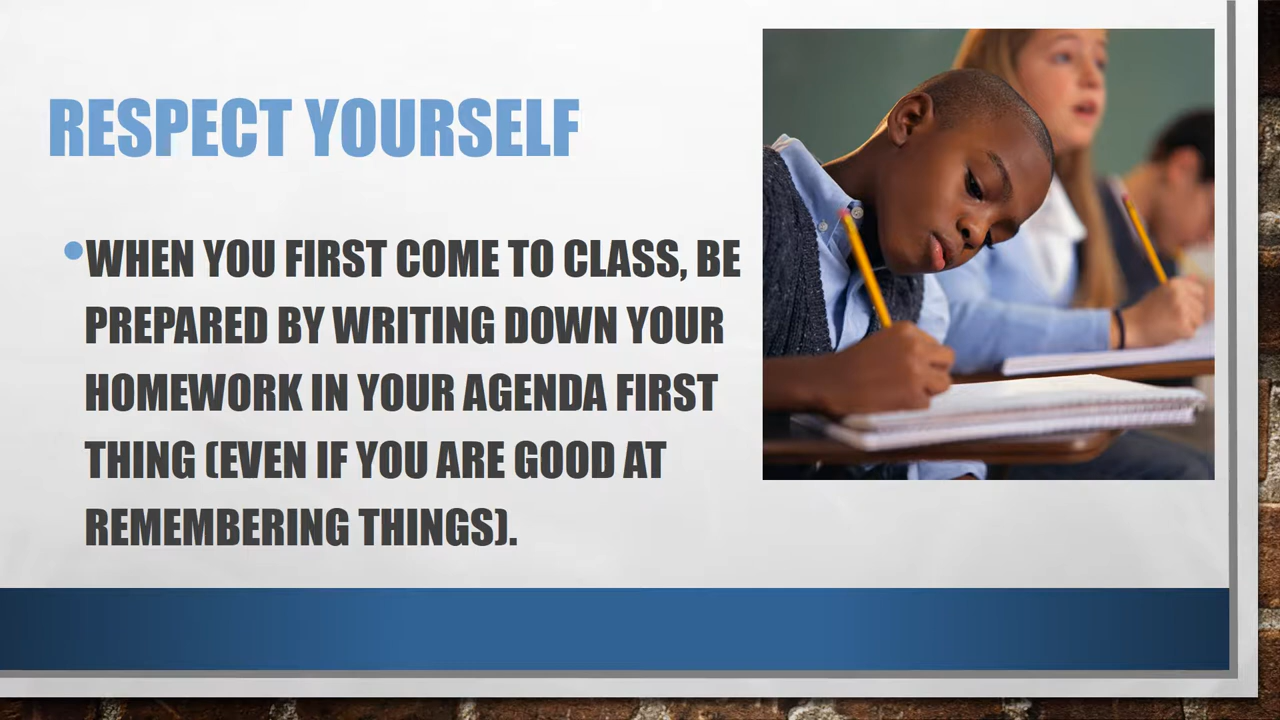 RESPECT YOURSELF
•WHEN YOU FIRST COME TO CLASS, BE
PREPARED BY WRITING DOWN YOUR
HOMEWORK IN YOUR AGENDA FIRST
THING (EVEN IF YOU ARE GOOD AT
REMEMBERING THINGS).